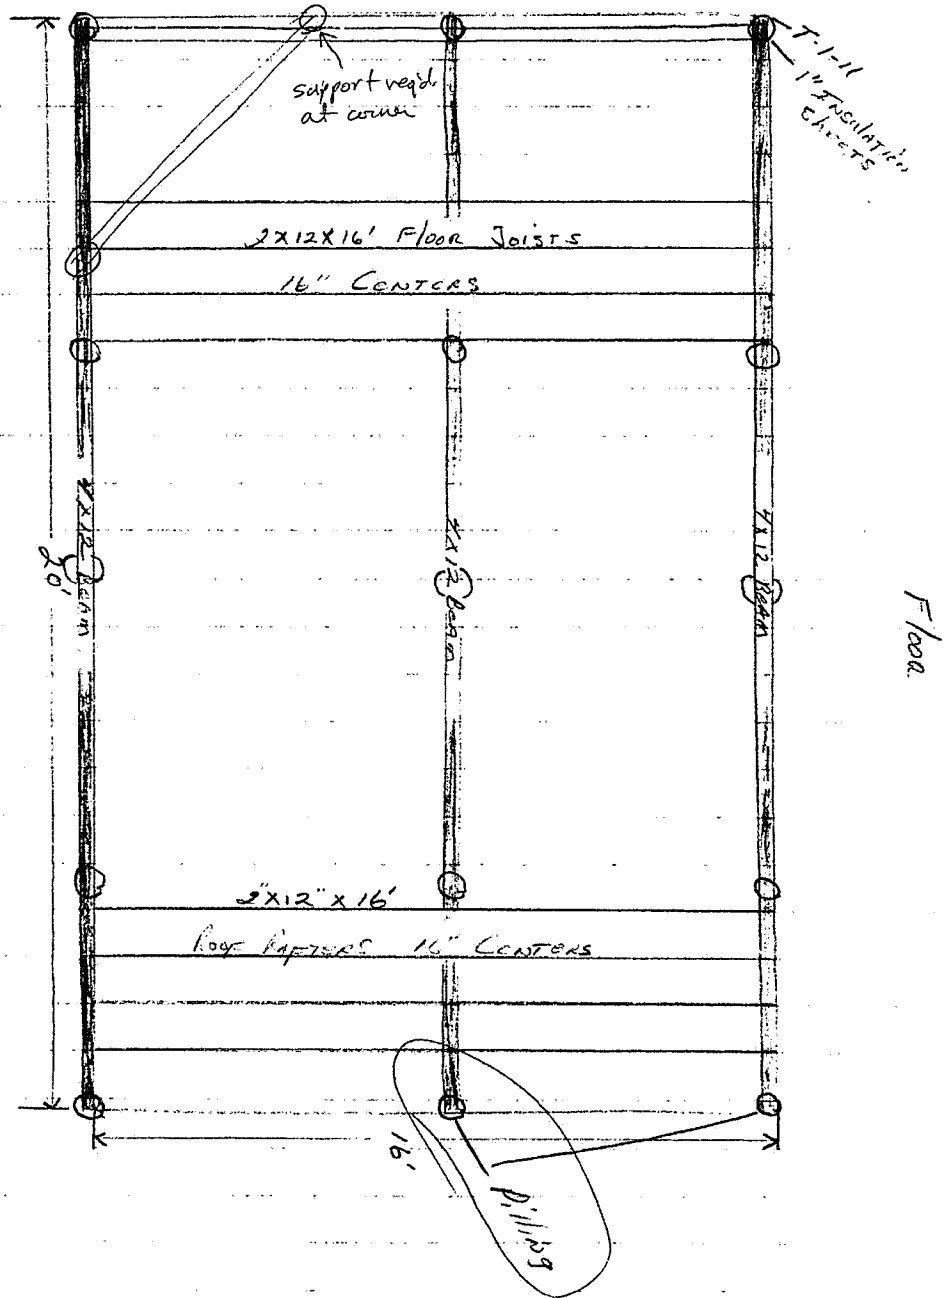 T-1-11
1" INSULATION
SHEETS
support req'd.
at corner
2X12X16' Floor Joists
16" CENTERS
4X12 BEAM
4X12 BEAM
4X12 BEAM
20'
Floor
2"X12"X16'
Roof RAFTERS 16" CENTERS
16'
Pilling